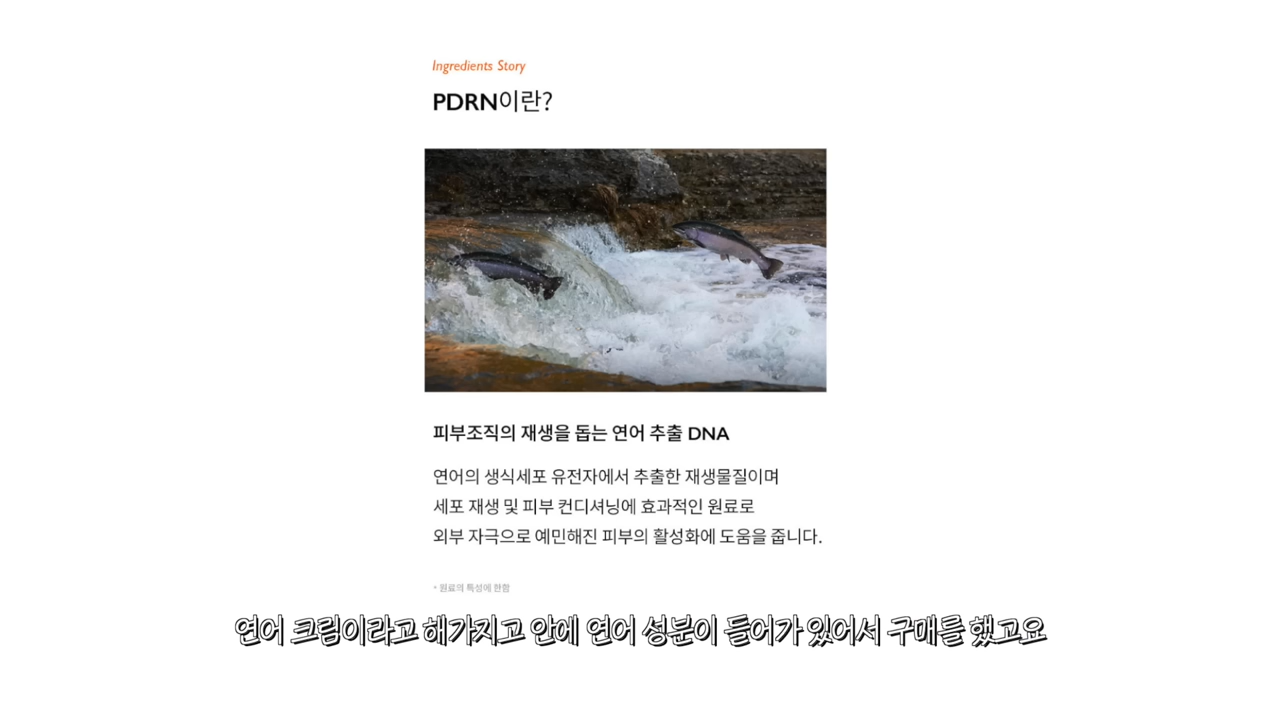 Ingredients Story
PDRN이란?
피부조직의 재생을 돕는 연어 추출 DNA
연어의 생식세포 유전자에서 추출한 재생물질이며
세포 재생 및 피부 컨디셔닝에 효과적인 원료로
외부 자극으로 예민해진 피부의 활성화에 도움을 줍니다.
* 원료의 특성에 한함
연어 크림이라고 해가지고 안에 연어 성분이 들어가 있어서 구매를 했고요